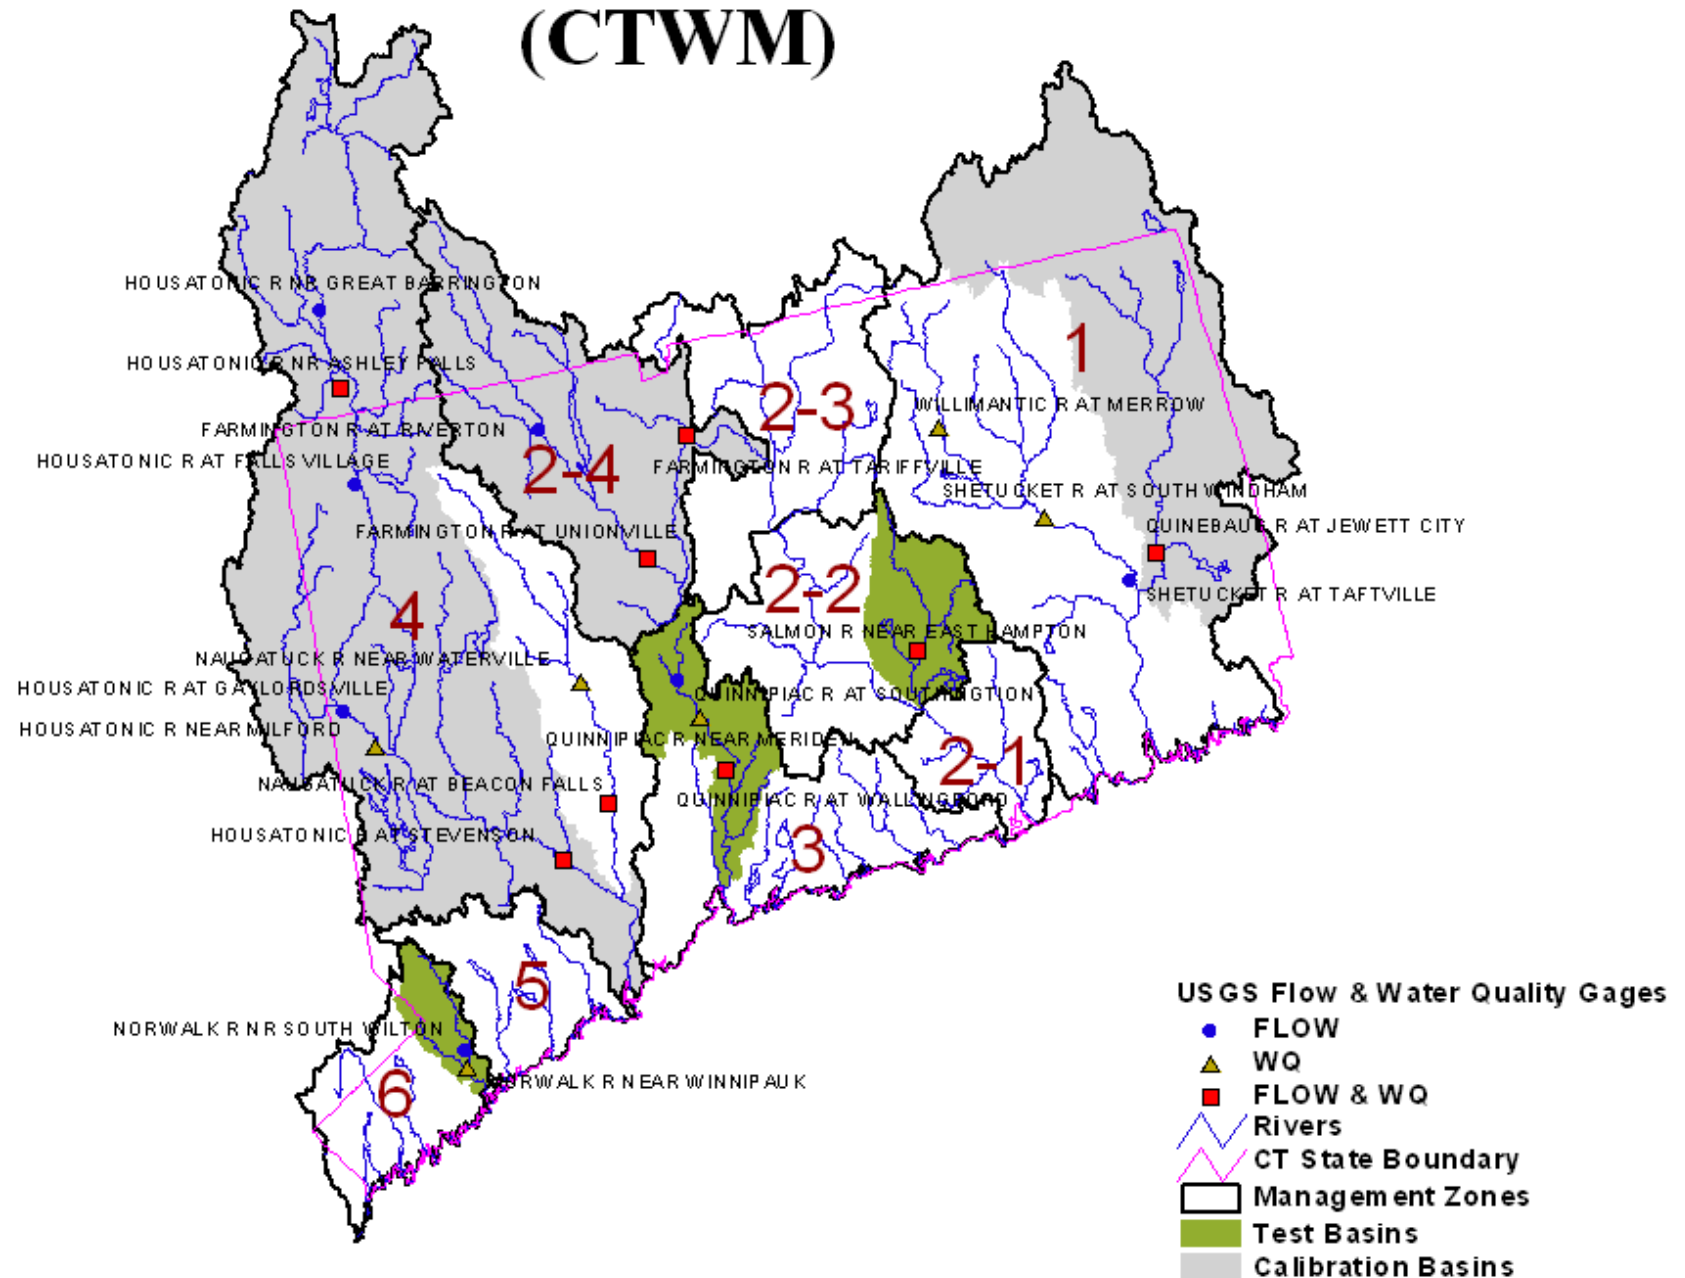 (CTWM)
HOUSATONIC R NR GREAT BARRINGTON
HOUSATONIC R NR ASHLEY FALLS
1
2-3
WILLIMANTIC R AT MERROW
FARMINGTON R AT RIVERTON
HOUSATONIC R AT FALLS VILLAGE
2-4
FARMINGTON R AT TARIFFVILLE
SHETUCKET R AT SOUTH WINDHAM
QUINEBAUG R AT JEWETT CITY
FARMINGTON R AT UNIONVILLE
2-2
SHETUCKET R AT TAFTVILLE
4
SALMON R NEAR EAST HAMPTON
NAUGATUCK R NEAR WATERVILLE
HOUSATONIC R AT GAYLORDSVILLE
QUINNIPIAC R AT SOUTHINGTON
HOUSATONIC R NEAR MILFORD
QUINNIPIAC R NEAR MERIDEN
2-1
NAUGATUCK R AT BEACON FALLS
QUINNIPIAC R AT WALLINGFORD
HOUSATONIC R AT STEVENSON
3
5
NORWALK R NR SOUTH WILTON
NORWALK R NEAR WINNIPAUK
6
USGS Flow & Water Quality Gages
FLOW
WQ
FLOW & WQ
Rivers
CT State Boundary
Management Zones
Test Basins
Calibration Basins